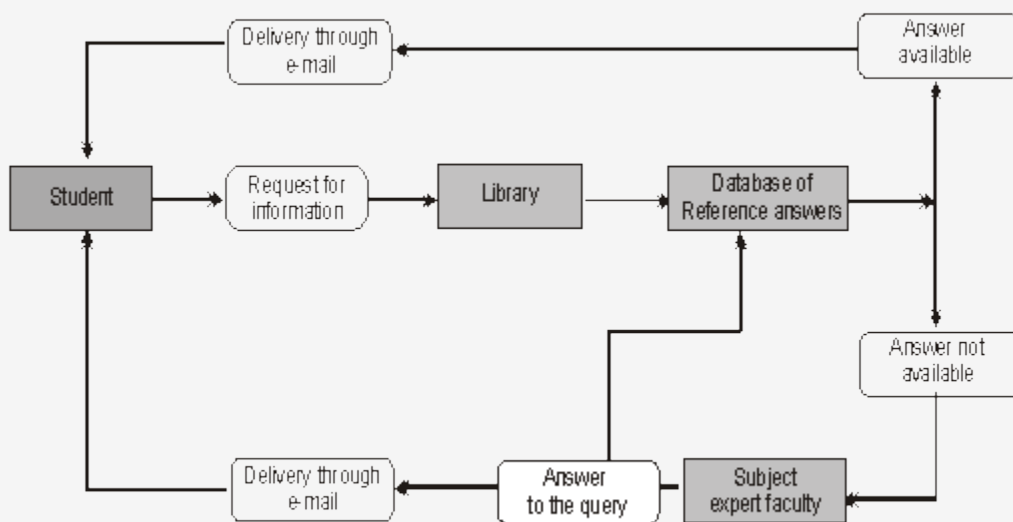 Delivery through
e-mail
Answer
available
Student
Request for
information
Library
Database of
Reference answers
Answer not
available
Delivery through
e-mail
Answer
to the query
Subject
expert faculty